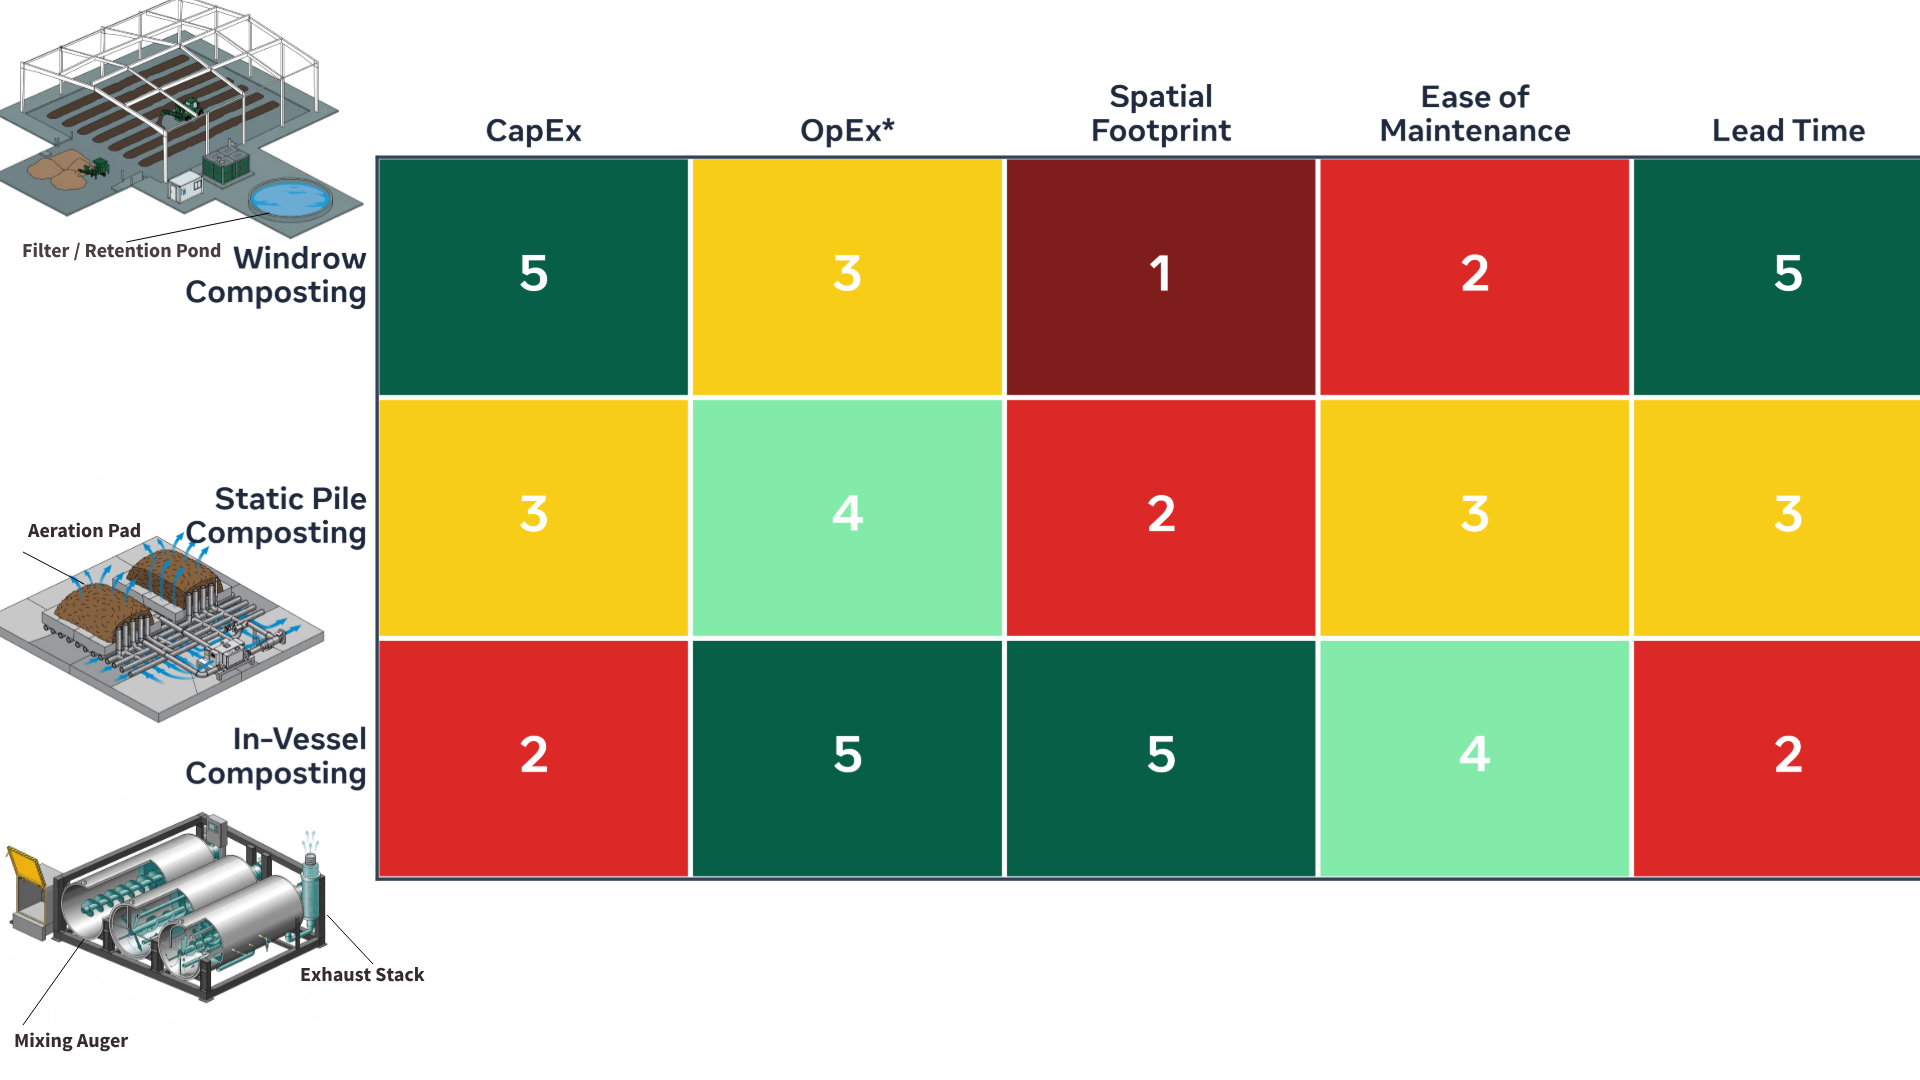 CapEx
OpEx*
Spatial
Footprint
Ease of
Maintenance
Lead Time
Filter / Retention Pond
Windrow
Composting
5
3
1
2
5
Static Pile
Composting
Aeration Pad
3
4
2
3
3
In-Vessel
Composting
2
5
5
4
2
Exhaust Stack
Mixing Auger